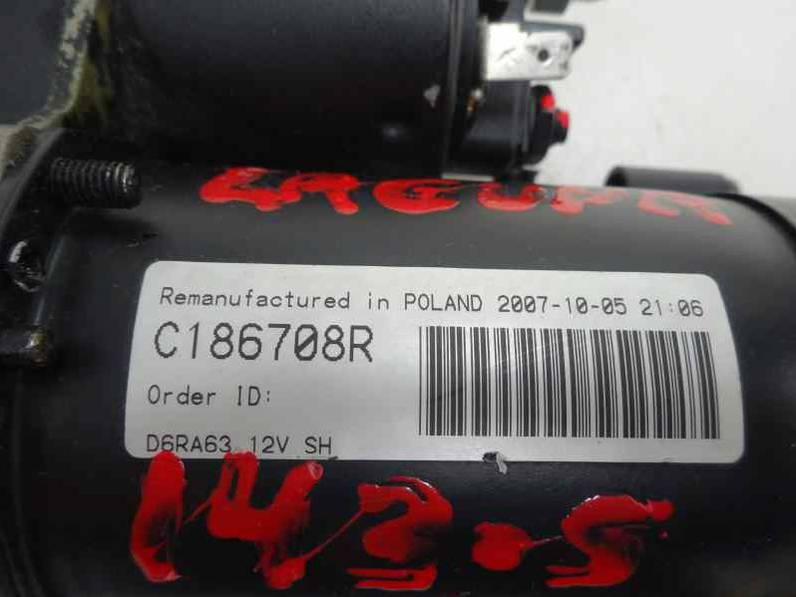 LAGUNA
Remanufactured in POLAND 2007-10-05 21:06
C186708R
Order ID:
D6RA63 12V SH
143-5